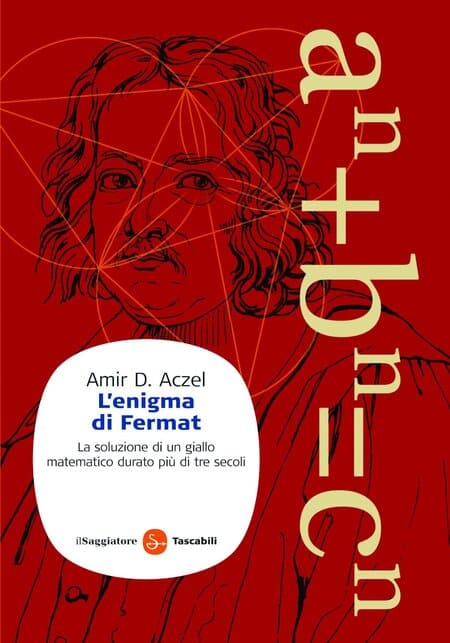 an+bn=cn
Amir D. Aczel
L'enigma
di Fermat
La soluzione di un giallo
matematico durato più di tre secoli
ilSaggiatore Tascabili